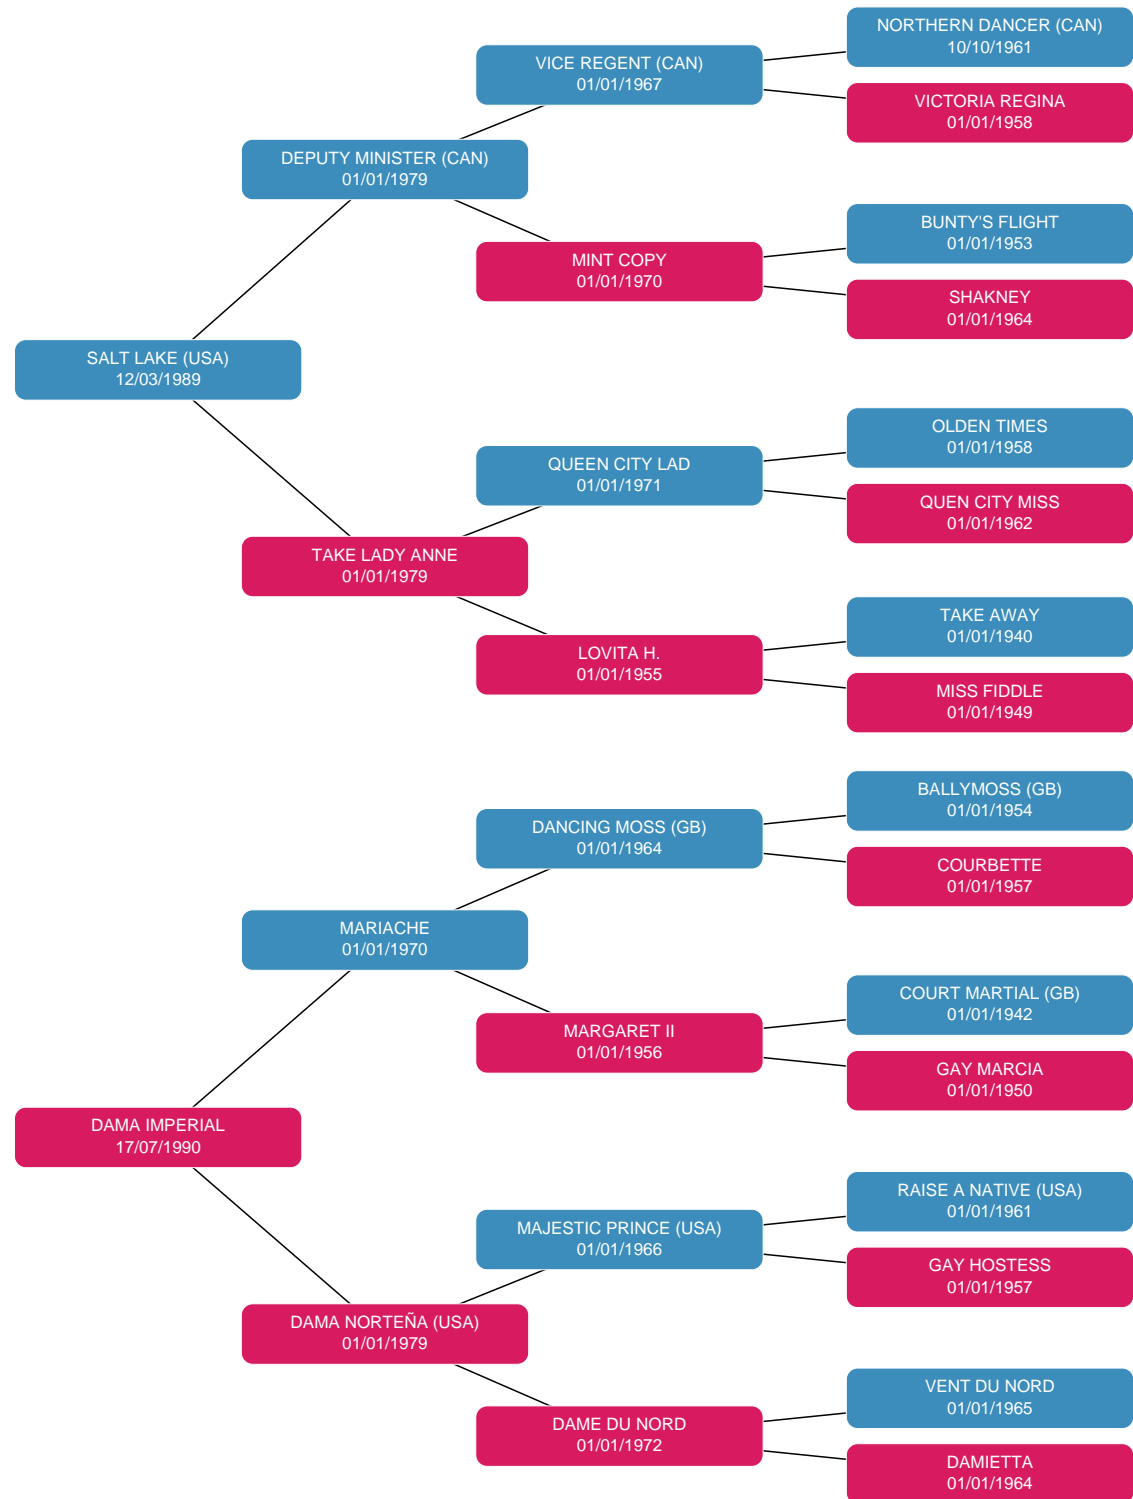 NORTHERN DANCER (CAN)
10/10/1961
VICE REGENT (CAN)
01/01/1967
VICTORIA REGINA
01/01/1958
DEPUTY MINISTER (CAN)
01/01/1979
BUNTY'S FLIGHT
01/01/1953
MINT COPY
01/01/1970
SHAKNEY
01/01/1964
SALT LAKE (USA)
12/03/1989
OLDEN TIMES
01/01/1958
QUEEN CITY LAD
01/01/1971
QUEN CITY MISS
01/01/1962
TAKE LADY ANNE
01/01/1979
TAKE AWAY
01/01/1940
LOVITA H.
01/01/1955
MISS FIDDLE
01/01/1949
BALLYMOSS (GB)
01/01/1954
DANCING MOSS (GB)
01/01/1964
COURBETTE
01/01/1957
MARIACHE
01/01/1970
COURT MARTIAL (GB)
01/01/1942
MARGARET II
01/01/1956
GAY MARCIA
01/01/1950
DAMA IMPERIAL
17/07/1990
RAISE A NATIVE (USA)
01/01/1961
MAJESTIC PRINCE (USA)
01/01/1966
GAY HOSTESS
01/01/1957
DAMA NORTEÑA (USA)
01/01/1979
VENT DU NORD
01/01/1965
DAME DU NORD
01/01/1972
DAMIETTA
01/01/1964